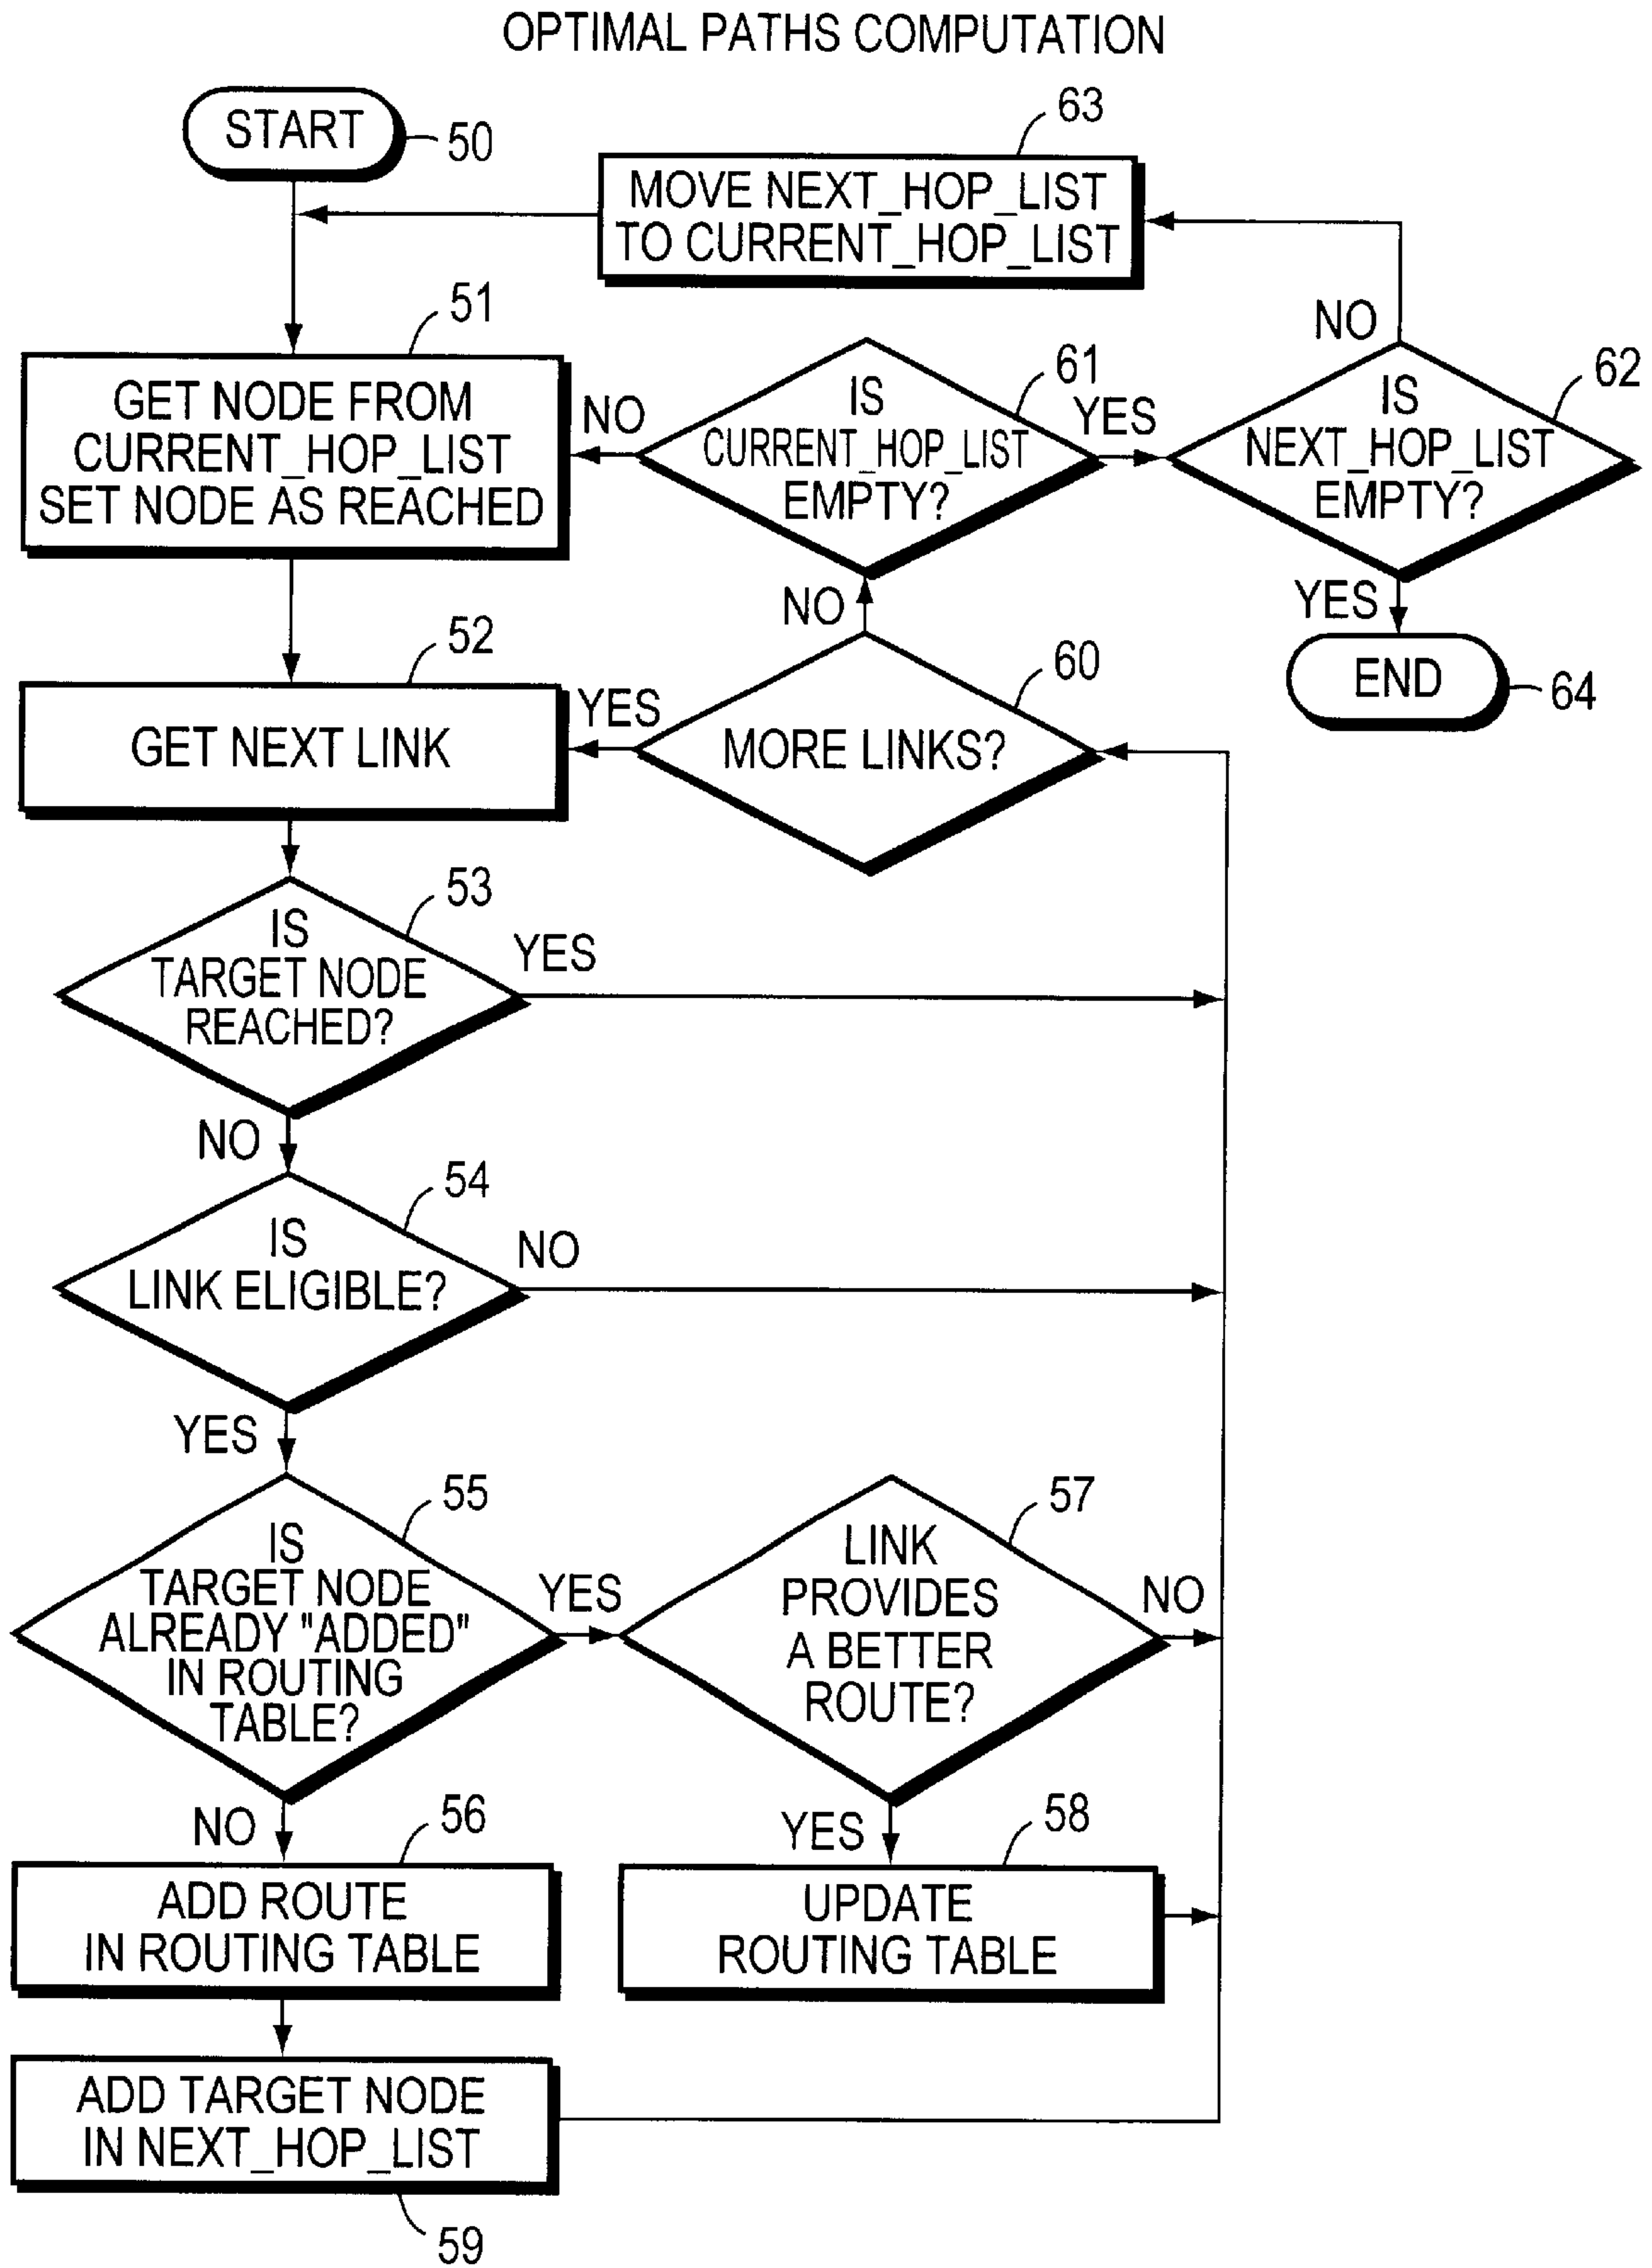 OPTIMAL PATHS COMPUTATION
START
50
63
MOVE NEXT_HOP_LIST
TO CURRENT_HOP_LIST
51
GET NODE FROM
CURRENT_HOP_LIST
SET NODE AS REACHED
NO
61
IS
CURRENT_HOP_LIST
EMPTY?
YES
NO
62
IS
NEXT_HOP_LIST
EMPTY?
YES
END
64
NO
52
GET NEXT LINK
YES
60
MORE LINKS?
53
IS
TARGET NODE
REACHED?
YES
NO
54
IS
LINK ELIGIBLE?
NO
YES
55
IS
TARGET NODE
ALREADY "ADDED"
IN ROUTING
TABLE?
YES
57
LINK
PROVIDES
A BETTER
ROUTE?
NO
NO
56
ADD ROUTE
IN ROUTING TABLE
YES
58
UPDATE
ROUTING TABLE
ADD TARGET NODE
IN NEXT_HOP_LIST
59